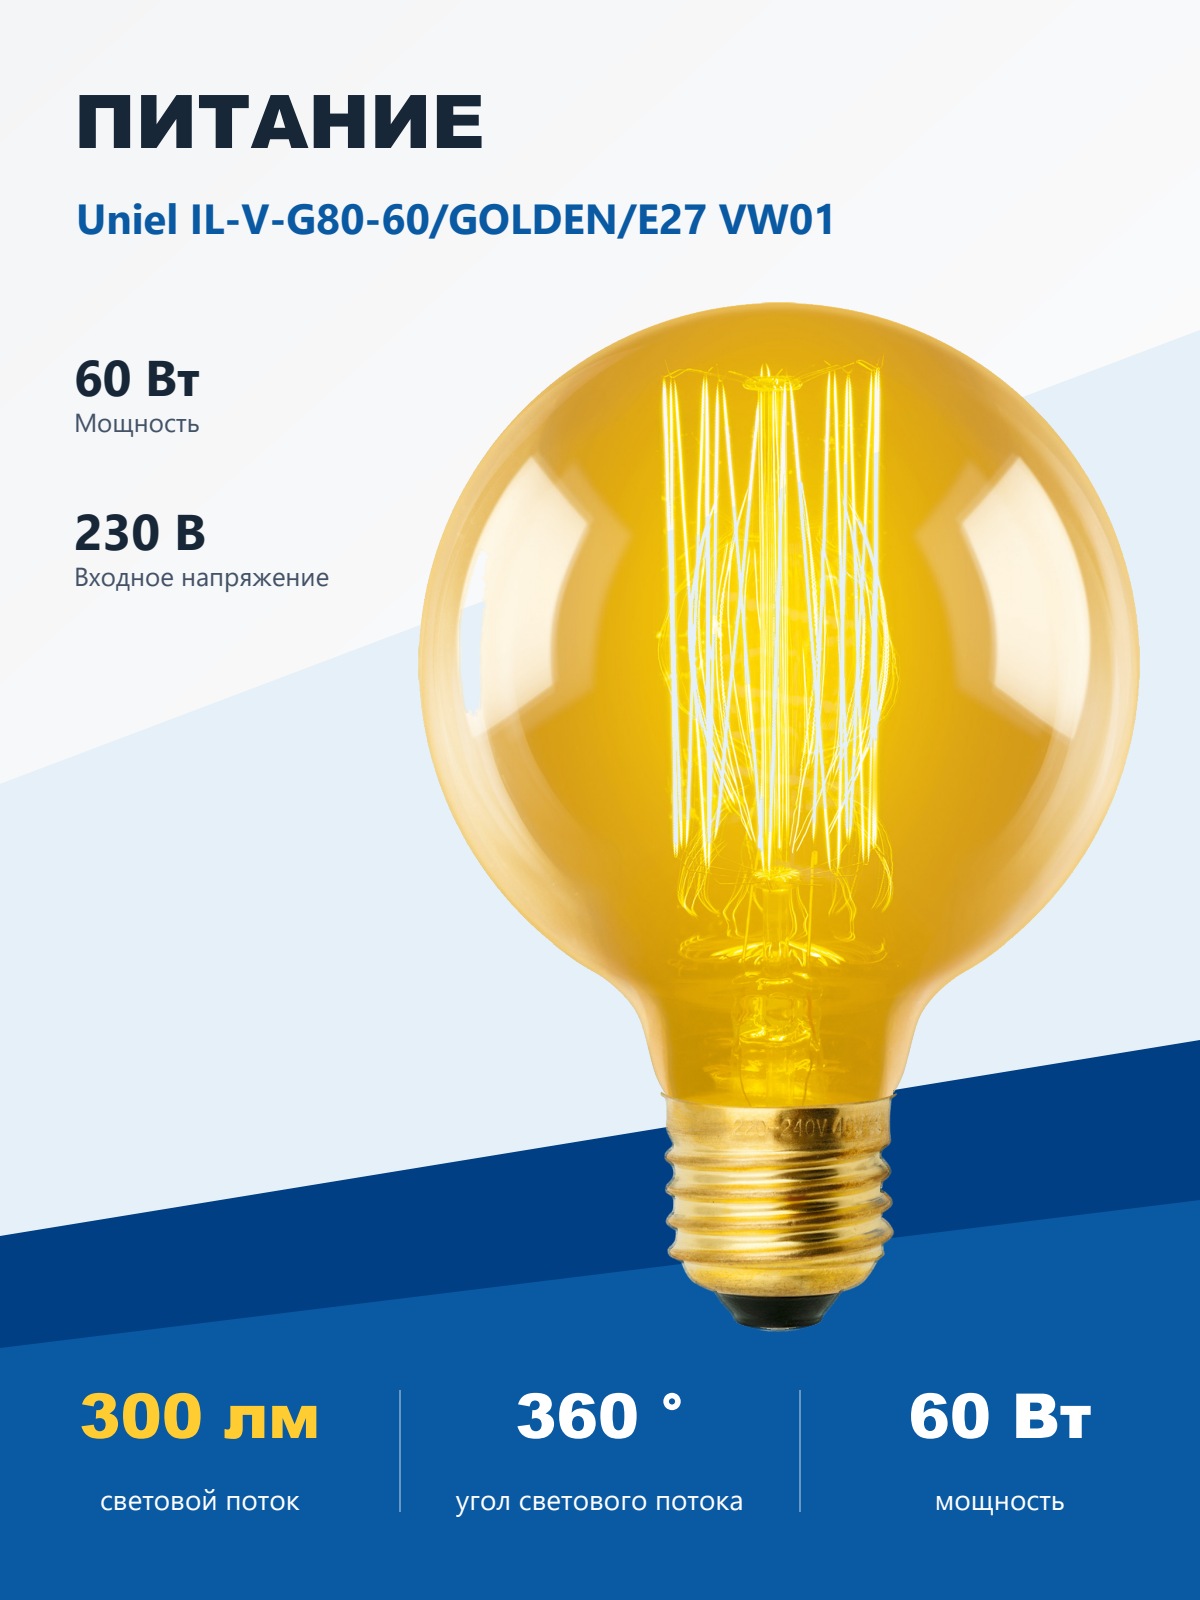 ПИТАНИЕ
Uniel IL-V-G80-60/GOLDEN/E27 VW01
60 Вт
Мощность
230 В
Входное напряжение
240V
300 лм
световой поток
360 °
угол светового потока
60 Вт
мощность